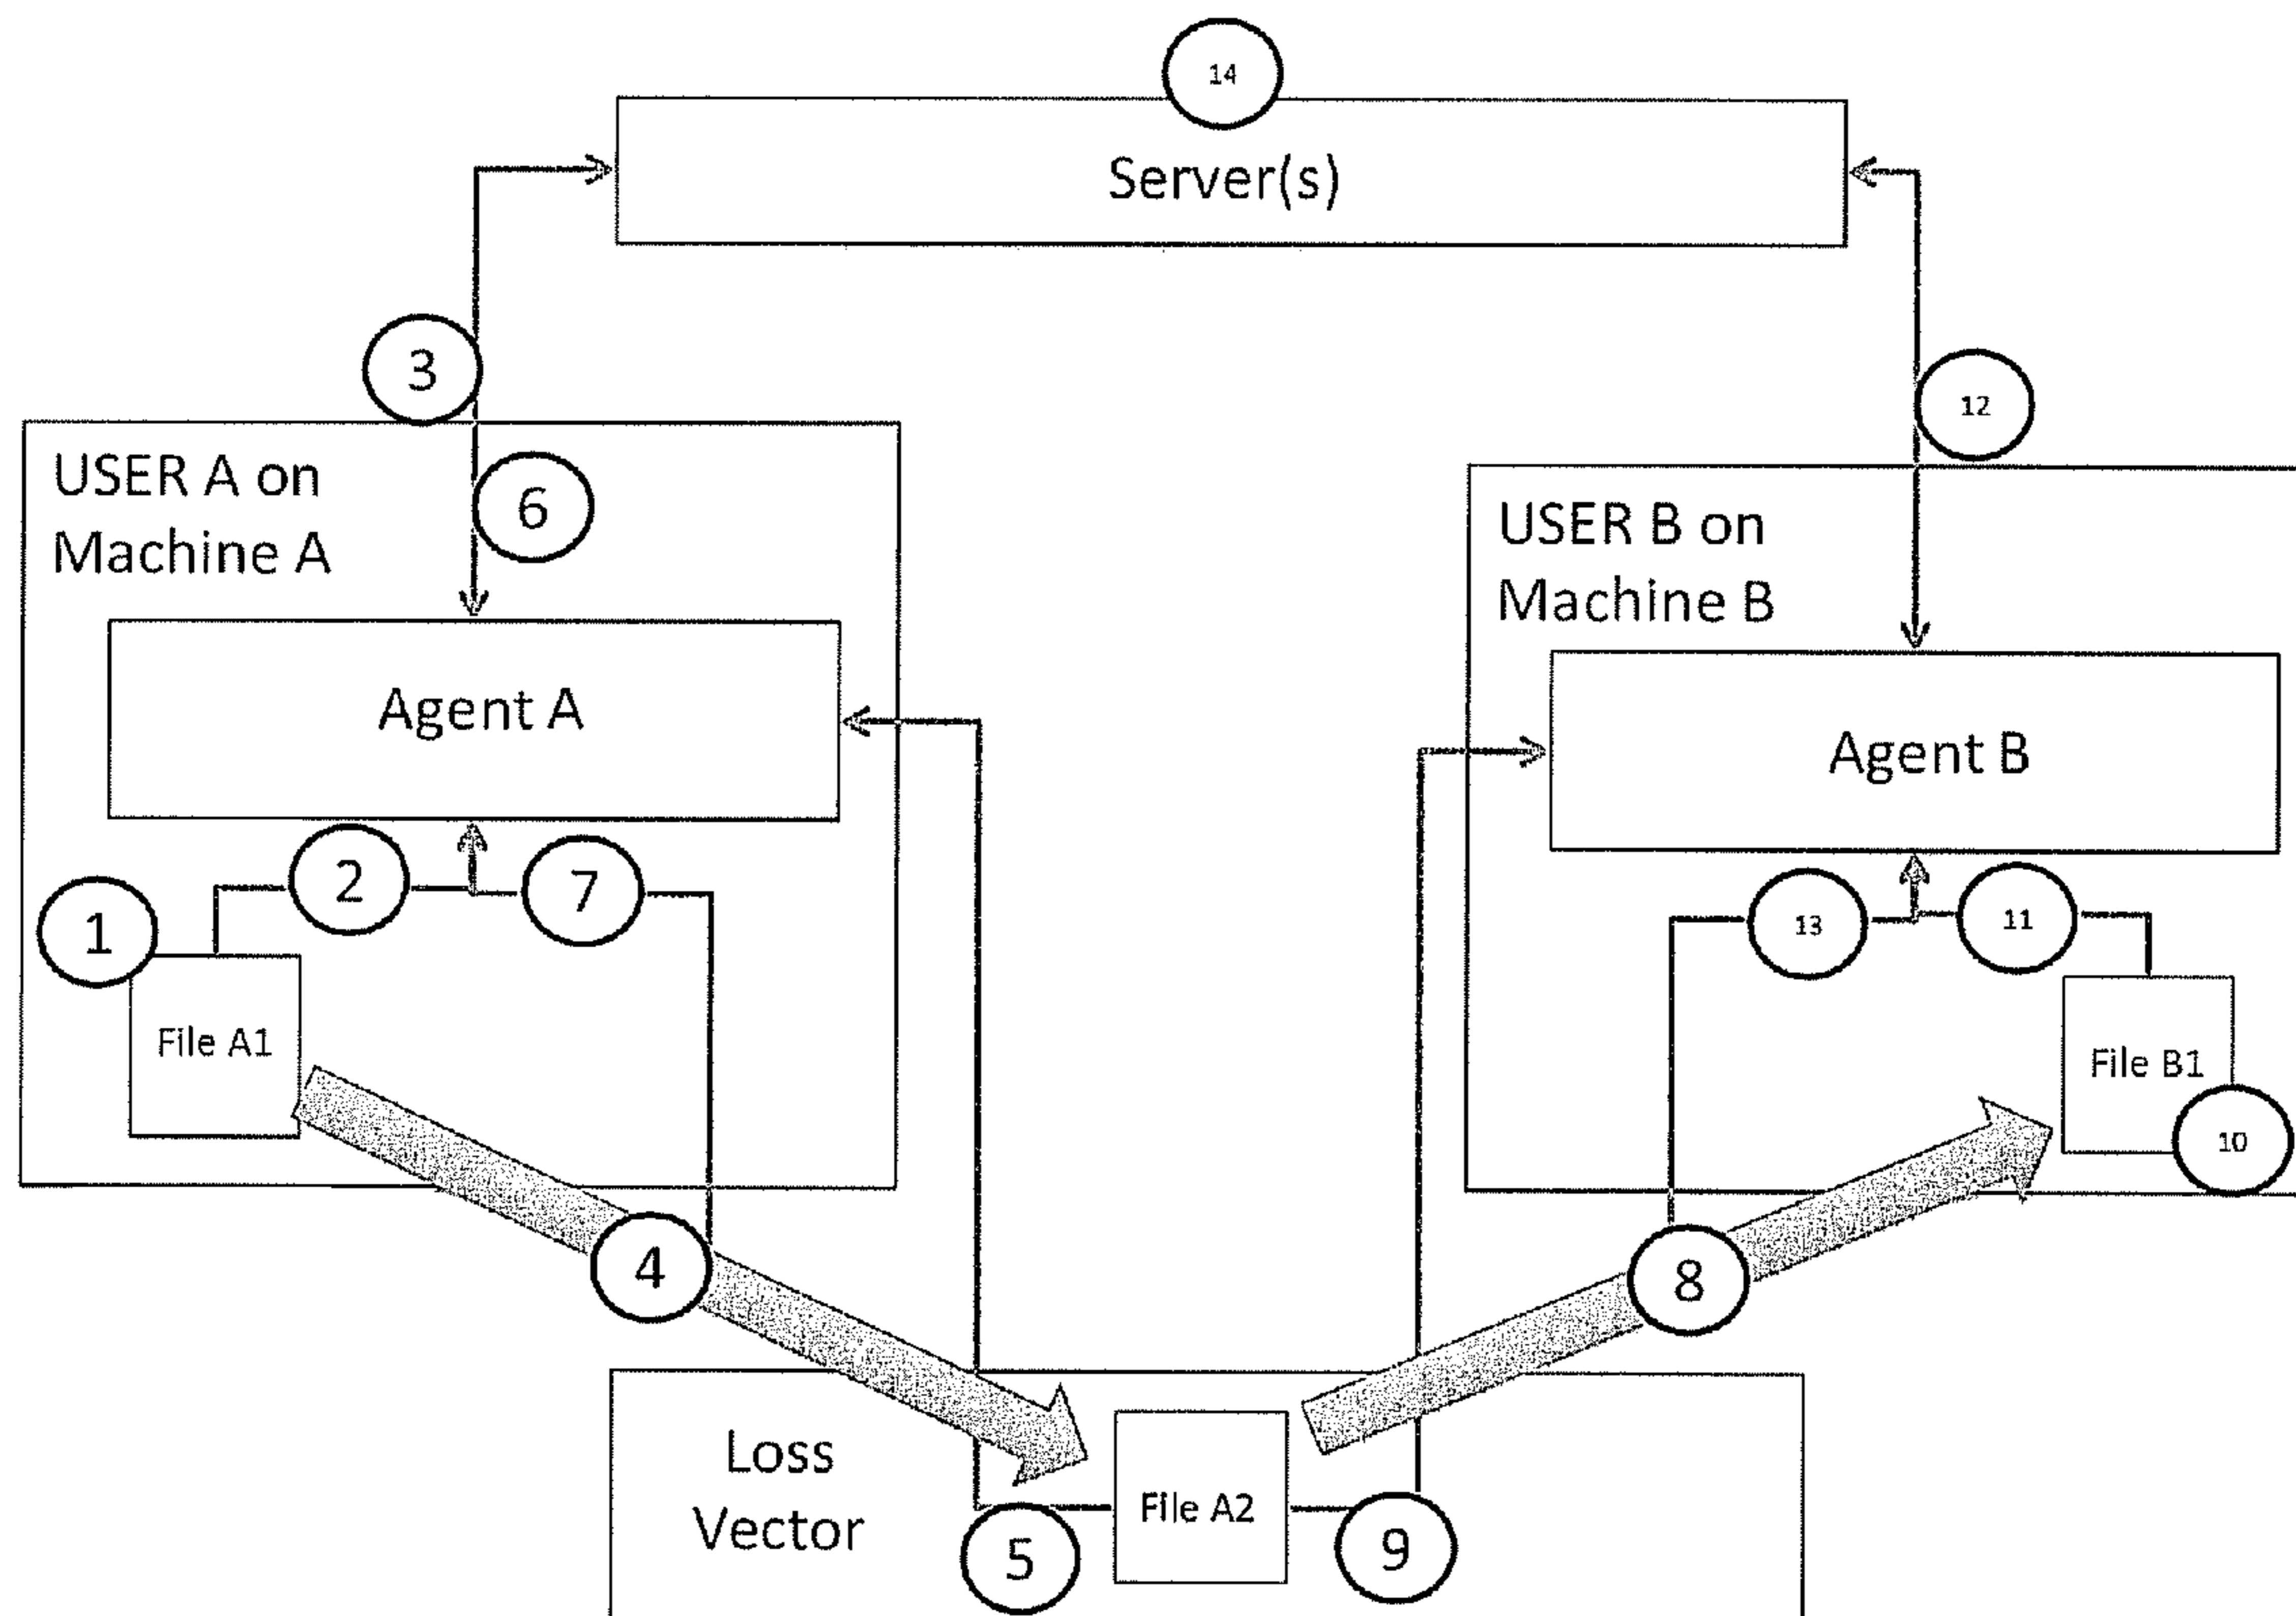 14
Server(s)
3
12
USER A on
Machine A
6
USER B on
Machine B
Agent A
Agent B
2
7
1
13
11
File A1
File B1
10
4
8
Loss
Vector
File A2
5
9